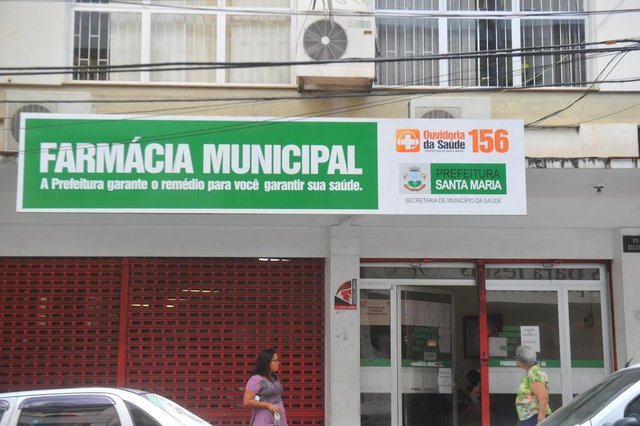 FARMÁCIA MUNICIPAL
A Prefeitura garante o remédio para você garantir sua saúde.
Ouvidoria
da Saúde 156
PREFEITURA
SANTA MARIA
SECRETARIA DE MUNICÍPIO DA SAÚDE
FARMÁCIA